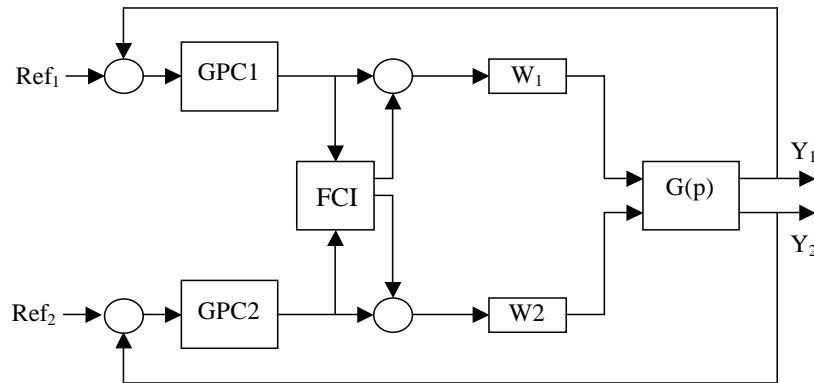 Ref₁
GPC1
W₁
Y₁
FCI
G(p)
Y₂
Ref₂
GPC2
W2